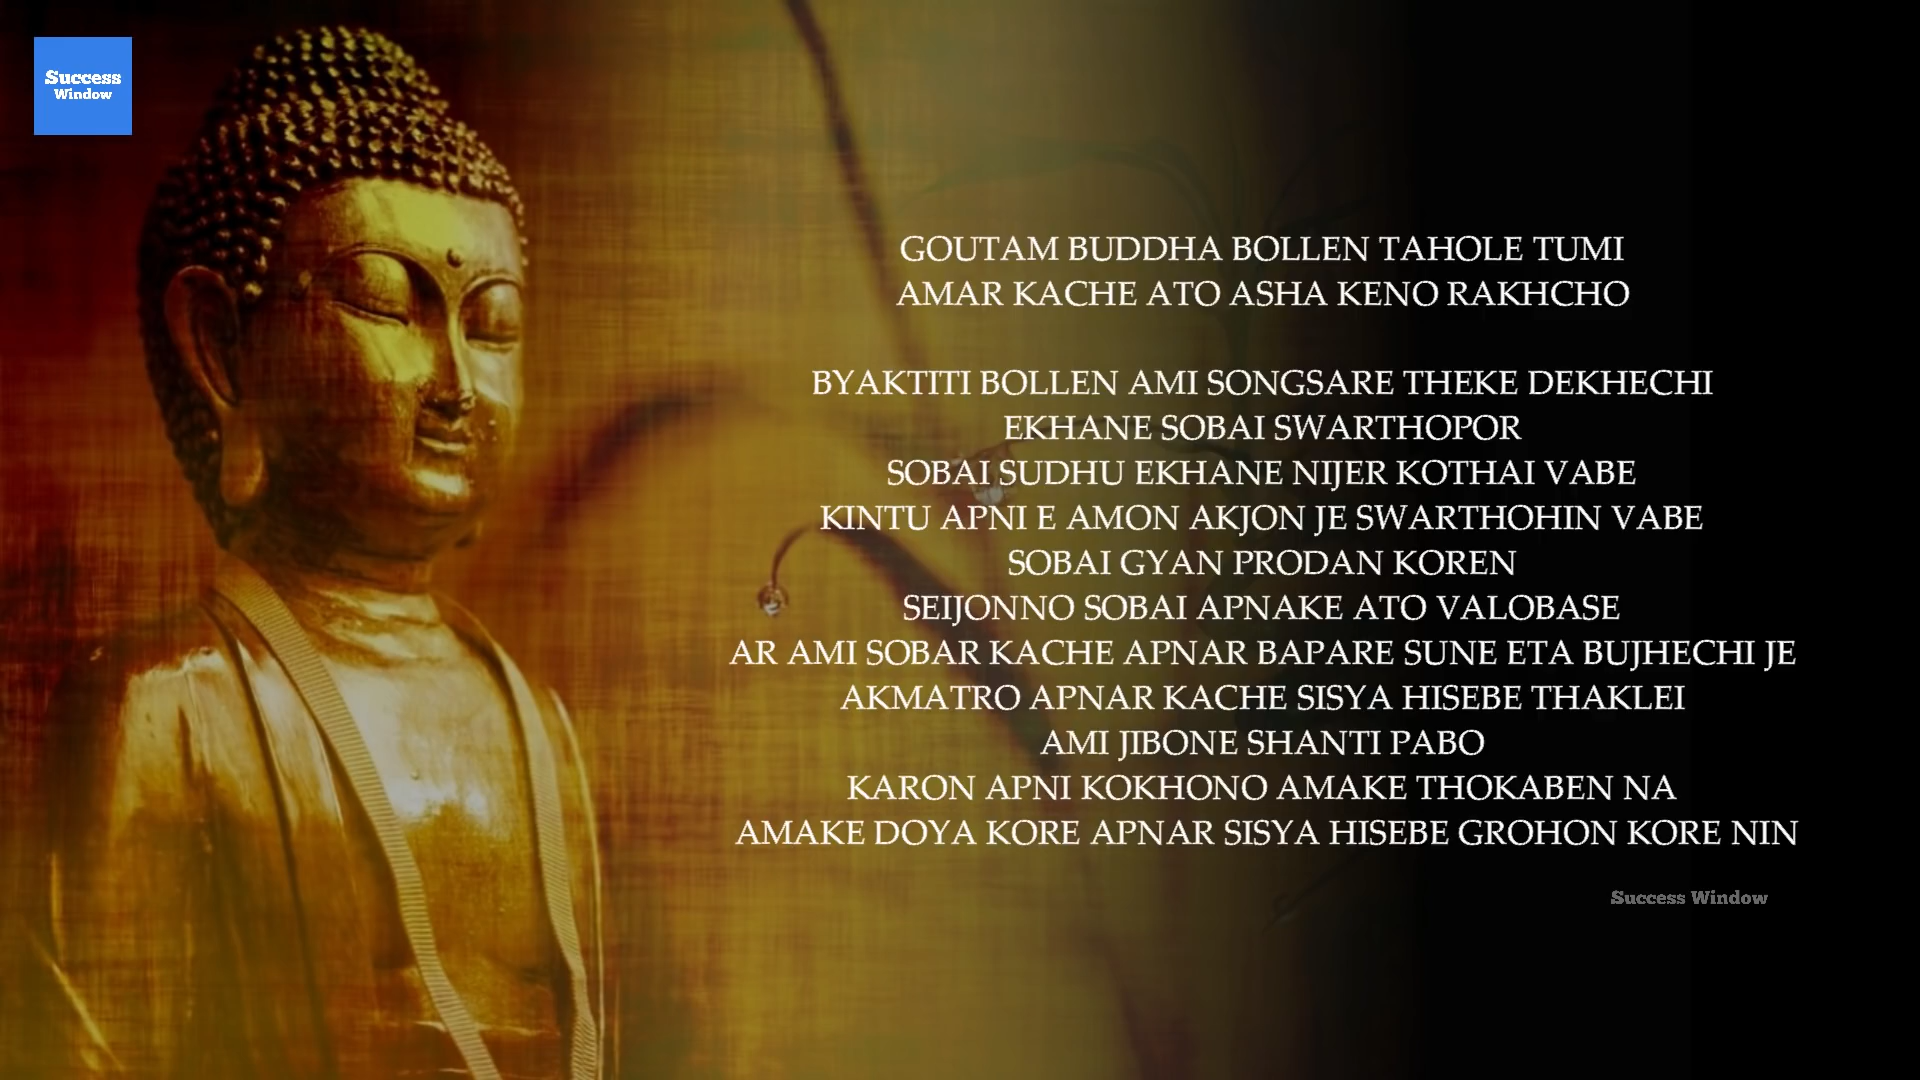 Success
Window
GOUTAM BUDDHA BOLLEN TAHOLE TUMI
AMAR KACHE ATO ASHA KENO RAKHCHO
BYAKTITI BOLLEN AMI SONGSARE THEKE DEKHECHI
EKHANE SOBAI SWARTHOPOR
SOBAI SUDHU EKHANE NIJER KOTHAI VABE
KINTU APNI E AMON AKJON JE SWARTHOHIN VABE
SOBAI GYAN PRODAN KOREN
SEIJONNO SOBAI APNAKE ATO VALOBASE
AR AMI SOBAR KACHE APNAR BAPARE SUNE ETA BUJHECHI JE
AKMATRO APNAR KACHE SISYA HISEBE THAKLEI
AMI JIBONE SHANTI PABO
KARON APNI KOKHONO AMAKE THOKABEN NA
AMAKE DOYA KORE APNAR SISYA HISEBE GROHON KORE NIN
Success Window